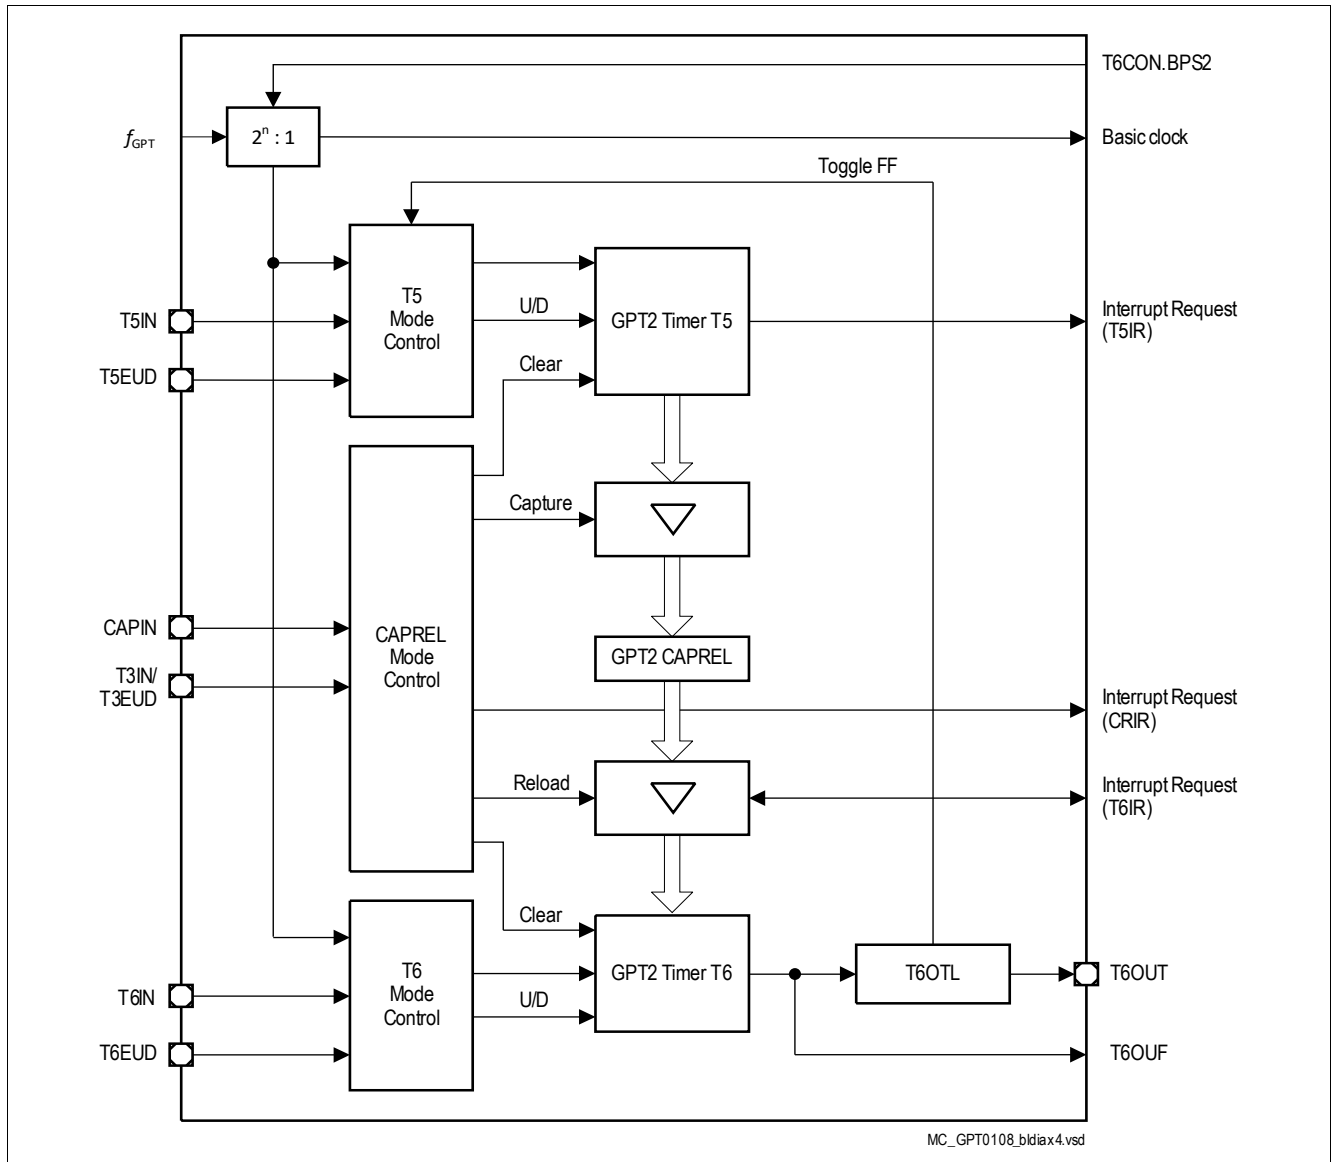 T6CON.BPS2
fGPT
2n : 1
Basic clock
Toggle FF
T5
Mode
Control
U/D
Clear
GPT2 Timer T5
T5IN
T5EUD
Interrupt Request
(T5IR)
Capture
CAPIN
T3IN/
T3EUD
CAPREL
Mode
Control
GPT2 CAPREL
Interrupt Request
(CRIR)
Reload
Interrupt Request
(T6IR)
Clear
T6
Mode
Control
U/D
GPT2 Timer T6
T6OTL
T6OUT
T6IN
T6EUD
T6OUF
MC_GPT0108_bldiax4.vsd